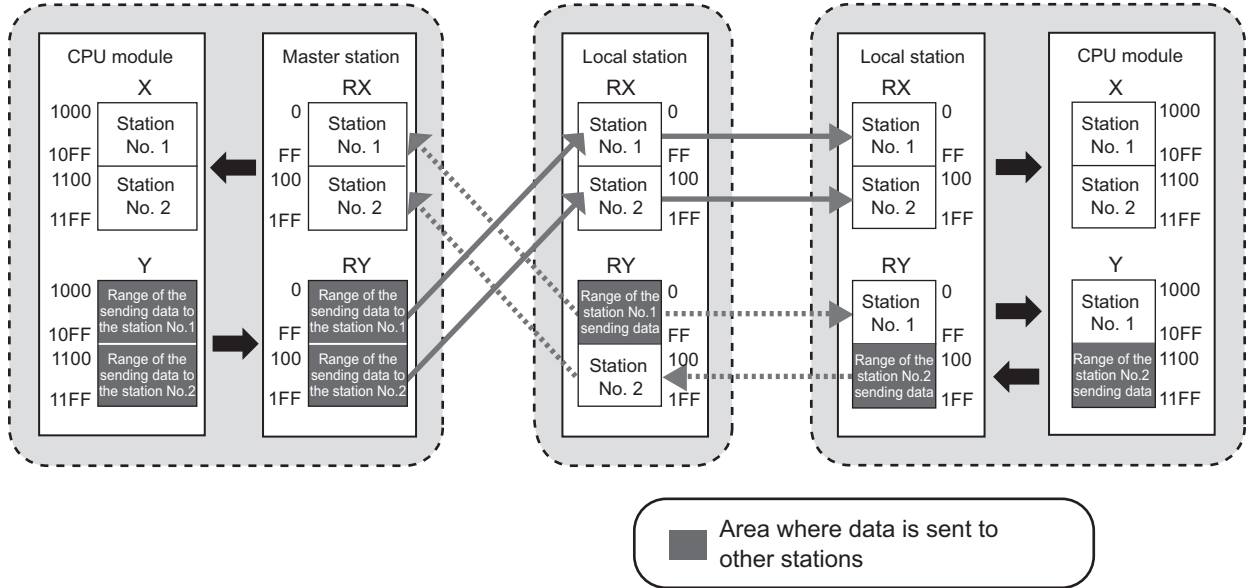 CPU module
X
1000
Station
No. 1
10FF
1100
Station
No. 2
11FF
Y
1000
Range of the
sending data to
the station No.1
10FF
1100
Range of the
sending data to
the station No.2
11FF
Master station
RX
0
Station
No. 1
FF
100
Station
No. 2
1FF
RY
0
Range of the
sending data to
the station No.1
FF
100
Range of the
sending data to
the station No.2
1FF
Local station
RX
0
Station
No. 1
FF
100
Station
No. 2
1FF
RY
0
Range of the
station No.1
sending data
FF
100
Station
No. 2
1FF
Local station
RX
0
Station
No. 1
FF
100
Station
No. 2
1FF
RY
0
Station
No. 1
FF
100
Range of the
station No.2
sending data
1FF
CPU module
X
1000
Station
No. 1
10FF
1100
Station
No. 2
11FF
Y
1000
Station
No. 1
10FF
1100
Range of the
station No.2
sending data
11FF
Area where data is sent to
other stations